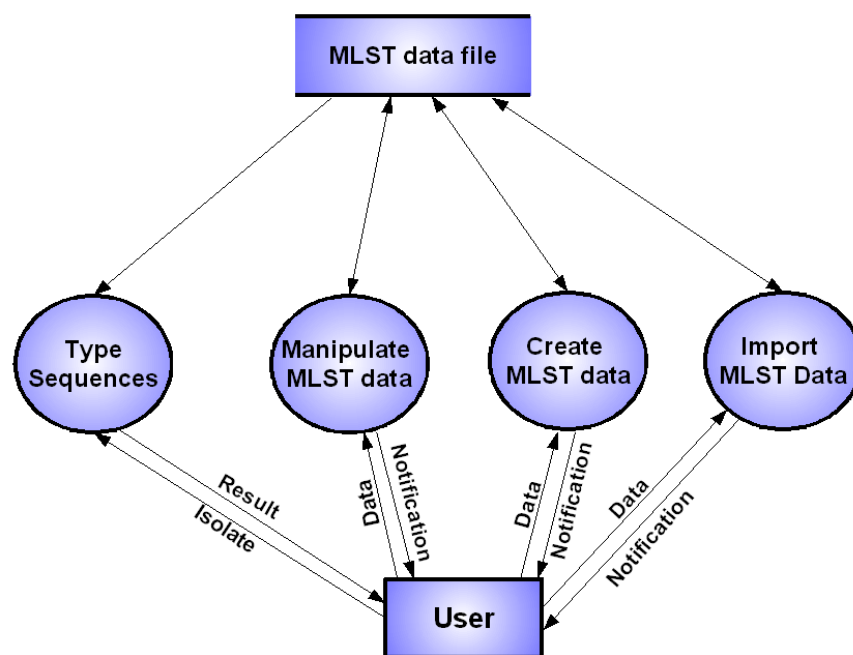 MLST data file
Type
Sequences
Manipulate
MLST data
Create
MLST data
Import
MLST Data
Result
Isolate
Data
Notification
Data
Notification
Data
Notification
User